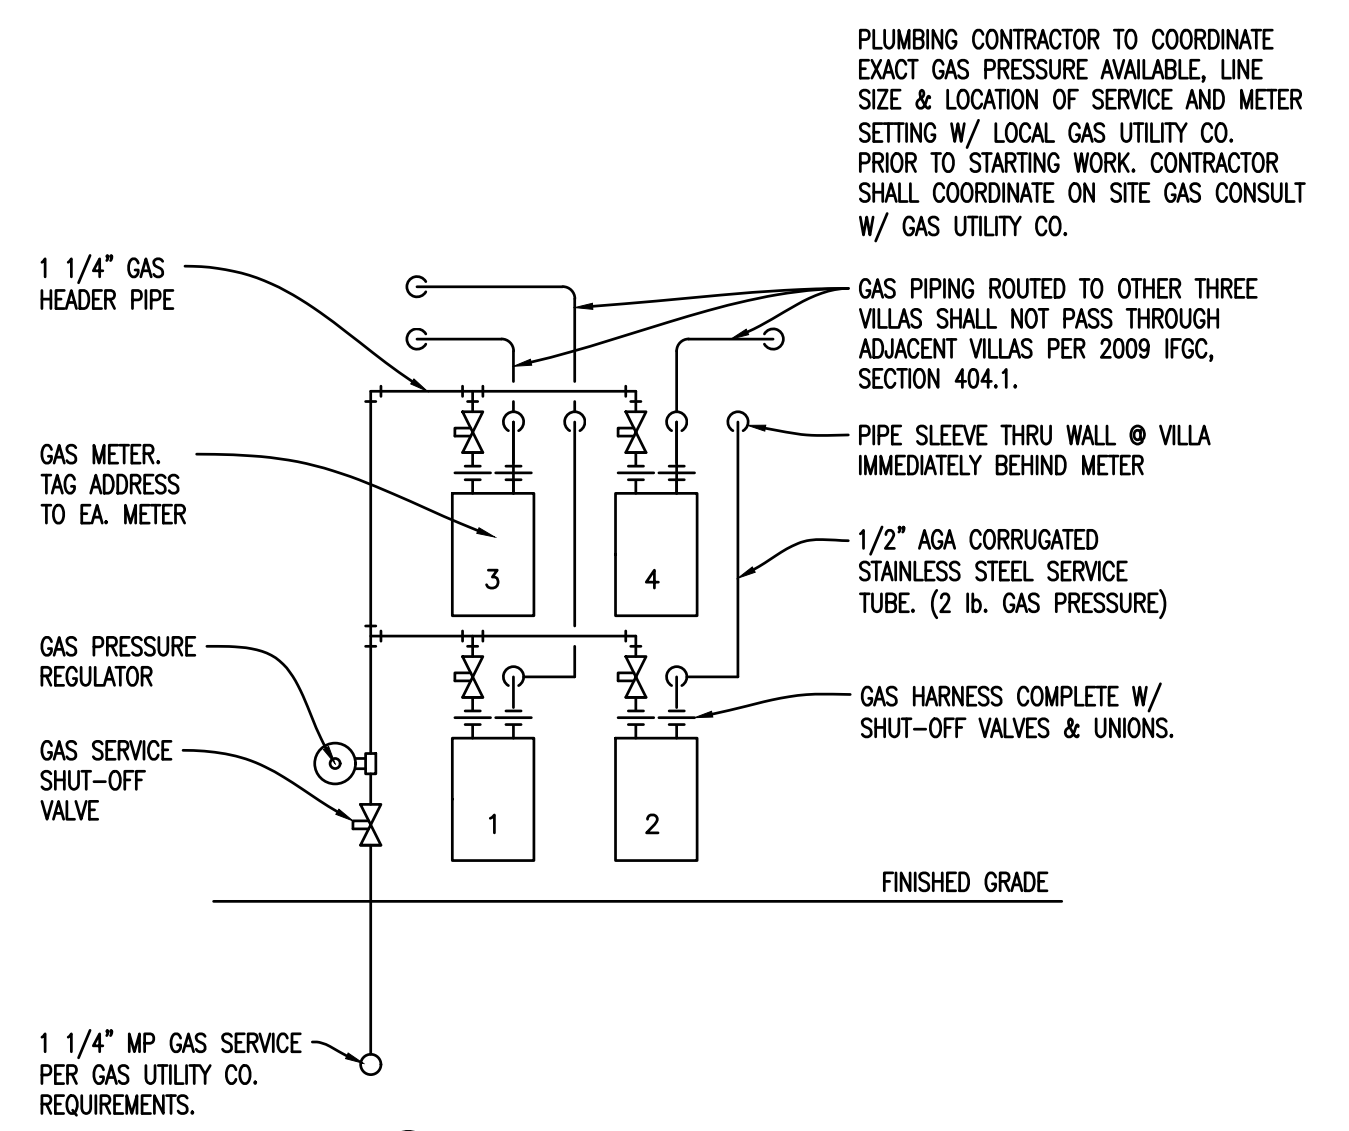 PLUMBING CONTRACTOR TO COORDINATE
EXACT GAS PRESSURE AVAILABLE, LINE
SIZE & LOCATION OF SERVICE AND METER
SETTING W/ LOCAL GAS UTILITY CO.
PRIOR TO STARTING WORK. CONTRACTOR
SHALL COORDINATE ON SITE GAS CONSULT
W/ GAS UTILITY CO.
1 1/4" GAS
HEADER PIPE
GAS PIPING ROUTED TO OTHER THREE
VILLAS SHALL NOT PASS THROUGH
ADJACENT VILLAS PER 2009 IFGC,
SECTION 404.1.
PIPE SLEEVE THRU WALL @ VILLA
IMMEDIATELY BEHIND METER
GAS METER.
TAG ADDRESS
TO EA. METER
1/2" AGA CORRUGATED
STAINLESS STEEL SERVICE
TUBE. (2 lb. GAS PRESSURE)
3
4
GAS PRESSURE
REGULATOR
GAS HARNESS COMPLETE W/
SHUT-OFF VALVES & UNIONS.
GAS SERVICE
SHUT-OFF
VALVE
1
2
FINISHED GRADE
1 1/4" MP GAS SERVICE
PER GAS UTILITY CO.
REQUIREMENTS.